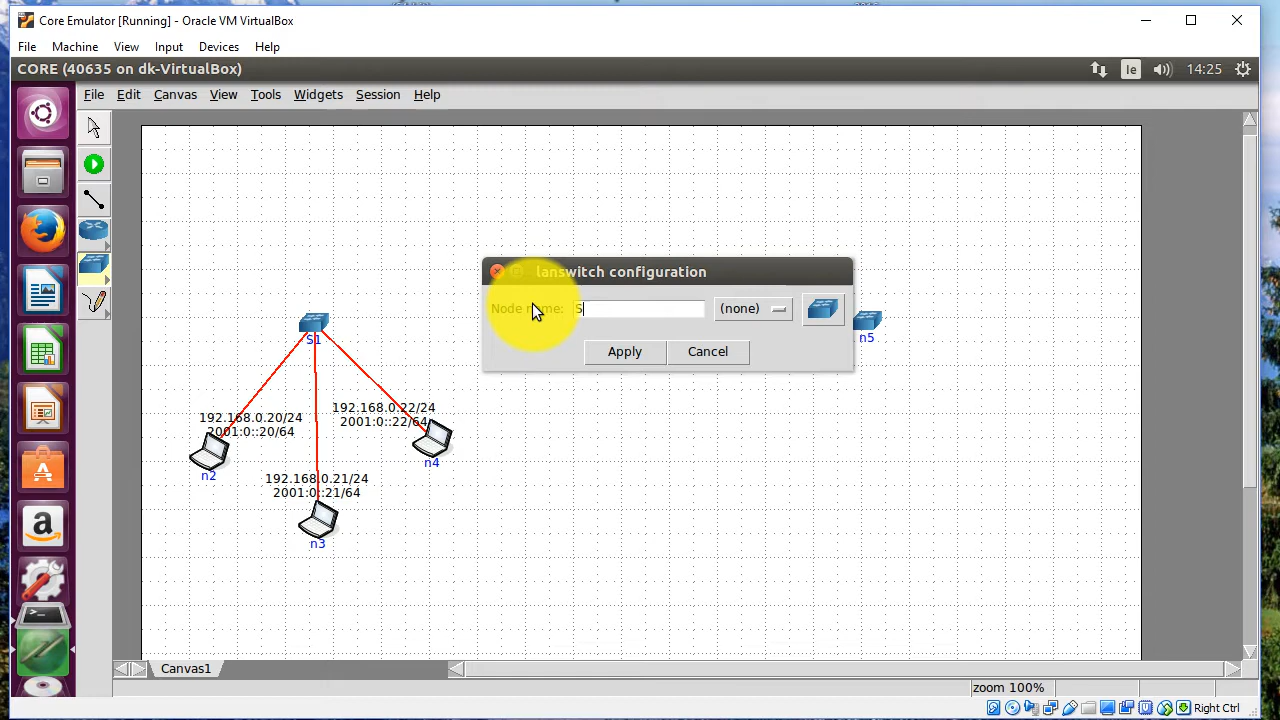 Core Emulator [Running] - Oracle VM VirtualBox
File Machine View Input Devices Help
CORE (40635 on dk-VirtualBox)
Ie
14:25
File Edit Canvas View Tools Widgets Session Help
lanswitch configuration
Node name: S
(none)
Apply
Cancel
S1
n5
192.168.0.20/24
2001:0::20/64
192.168.0.22/24
2001:0::22/64
n2
n4
192.168.0.21/24
2001:0::21/64
n3
Canvas1
zoom 100%
Right Ctrl